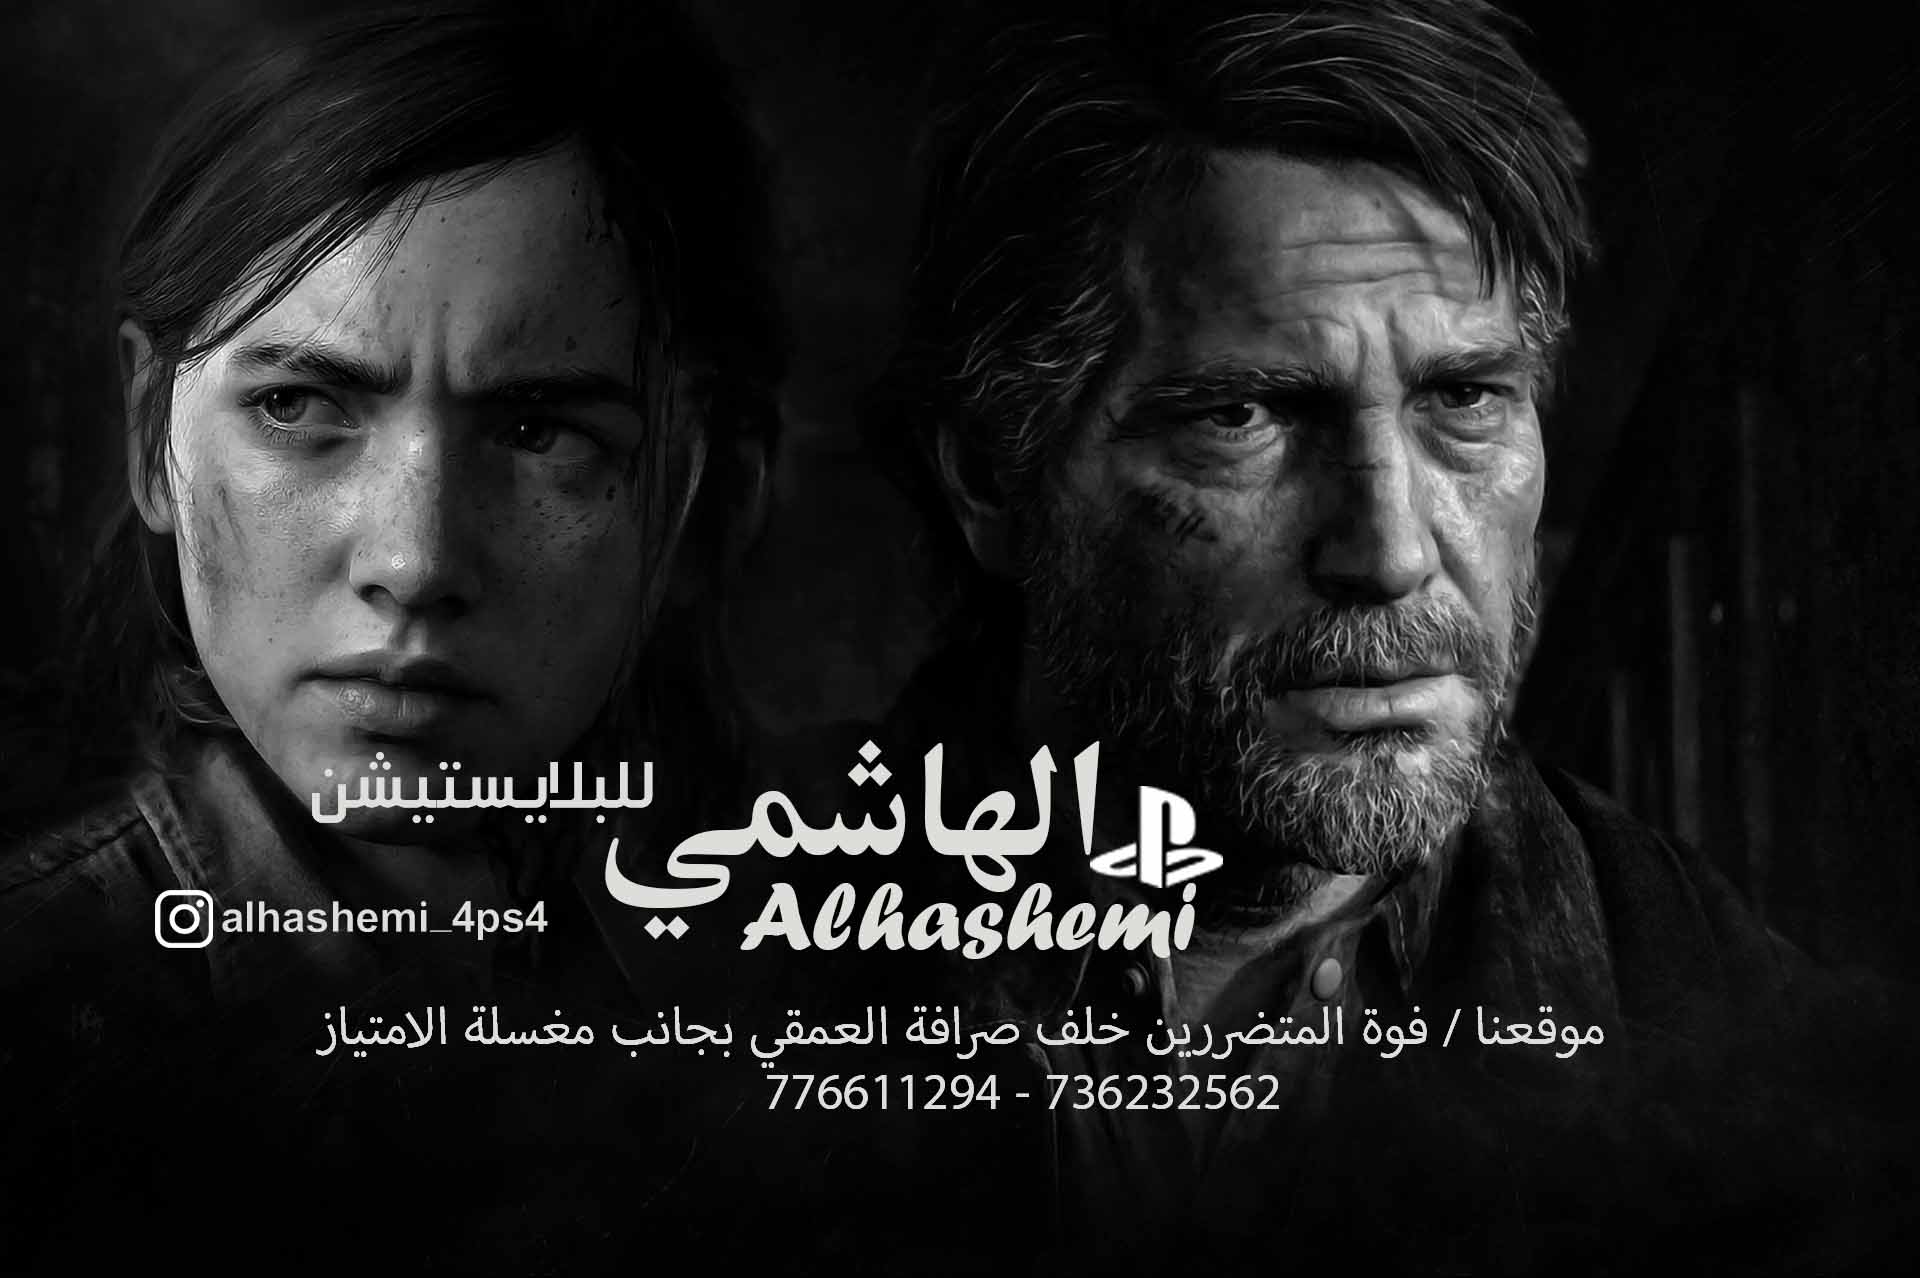 الهاشمي للبلايستيشن
Alhashemi
alhashemi_4ps4
موقعنا / فوة المتضررين خلف صرافة العمقي بجانب مغسلة الامتياز
776611294 - 736232562